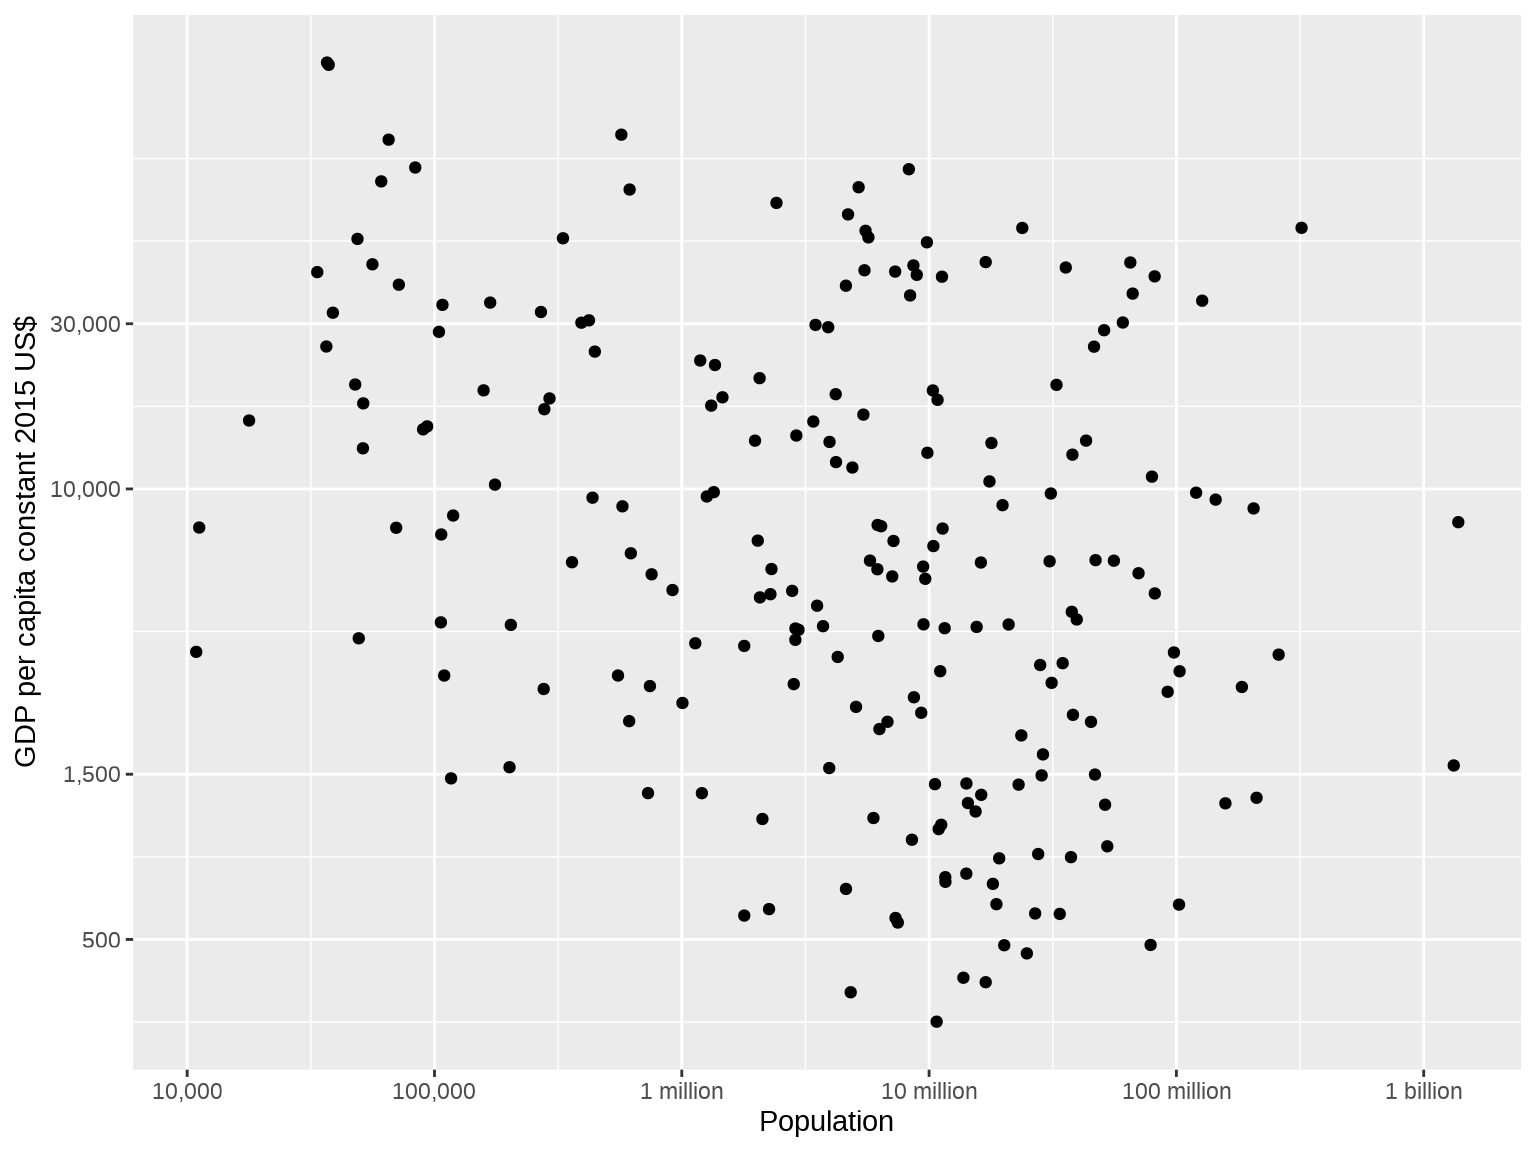 GDP per capita constant 2015 US$
30,000
10,000
1,500
500
10,000 100,000 1 million 10 million 100 million 1 billion
Population